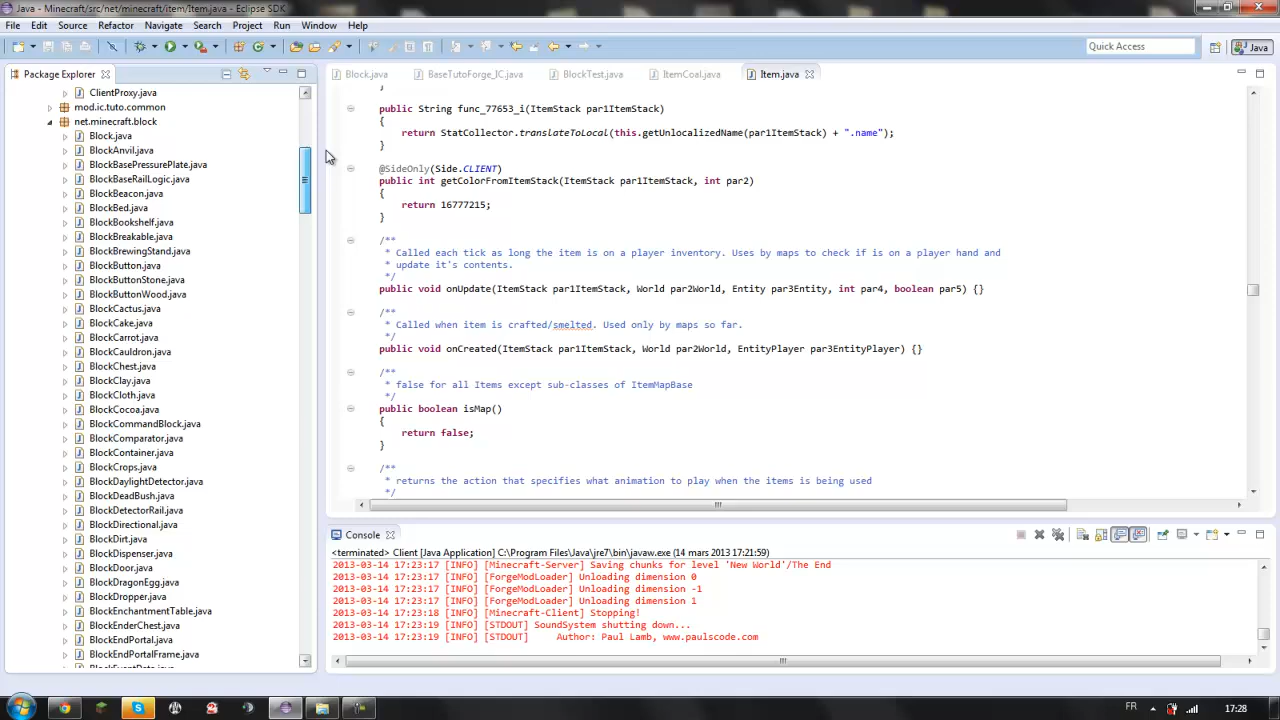 Java - Minecraft/src/net/minecraft/item/Item.java - Eclipse SDK
File Edit Source Refactor Navigate Search Project Run Window Help
Quick Access
Java
Package Explorer
ClientProxy.java
mod.ic.tuto.common
net.minecraft.block
Block.java
BlockAnvil.java
BlockBasePressurePlate.java
BlockBaseRailLogic.java
BlockBeacon.java
BlockBed.java
BlockBookshelf.java
BlockBreakable.java
BlockBrewingStand.java
BlockButton.java
BlockButtonStone.java
BlockButtonWood.java
BlockCactus.java
BlockCake.java
BlockCarrot.java
BlockCauldron.java
BlockChest.java
BlockClay.java
BlockCloth.java
BlockCocoa.java
BlockCommandBlock.java
BlockComparator.java
BlockContainer.java
BlockCrops.java
BlockDaylightDetector.java
BlockDeadBush.java
BlockDetectorRail.java
BlockDirectional.java
BlockDirt.java
BlockDispenser.java
BlockDoor.java
BlockDragonEgg.java
BlockDropper.java
BlockEnchantmentTable.java
BlockEnderChest.java
BlockEndPortal.java
BlockEndPortalFrame.java
Block.java BaseTutoForge_IC.java BlockTest.java ItemCoal.java Item.java
}
public String func_77653_i(ItemStack par1ItemStack)
{
return StatCollector.translateToLocal(this.getUnlocalizedName(par1ItemStack) + ".name");
}
@SideOnly(Side.CLIENT)
public int getColorFromItemStack(ItemStack par1ItemStack, int par2)
{
return 16777215;
}
/**
* Called each tick as long the item is on a player inventory. Uses by maps to check if is on a player hand and
* update it's contents.
*/
public void onUpdate(ItemStack par1ItemStack, World par2World, Entity par3Entity, int par4, boolean par5) {}
/**
* Called when item is crafted/smelted. Used only by maps so far.
*/
public void onCreated(ItemStack par1ItemStack, World par2World, EntityPlayer par3EntityPlayer) {}
/**
* false for all Items except sub-classes of ItemMapBase
*/
public boolean isMap()
{
return false;
}
/**
* returns the action that specifies what animation to play when the items is being used
*/
Console
<terminated> Client [Java Application] C:\Program Files\Java\jre7\bin\javaw.exe (14 mars 2013 17:21:59)
2013-03-14 17:23:17 [INFO] [Minecraft-Server] Saving chunks for level 'New World'/The End
2013-03-14 17:23:17 [INFO] [ForgeModLoader] Unloading dimension 0
2013-03-14 17:23:17 [INFO] [ForgeModLoader] Unloading dimension -1
2013-03-14 17:23:17 [INFO] [ForgeModLoader] Unloading dimension 1
2013-03-14 17:23:18 [INFO] [Minecraft-Client] Stopping!
2013-03-14 17:23:19 [INFO] [STDOUT] SoundSystem shutting down...
2013-03-14 17:23:19 [INFO] [STDOUT] Author: Paul Lamb, www.paulscode.com
FR 17:28